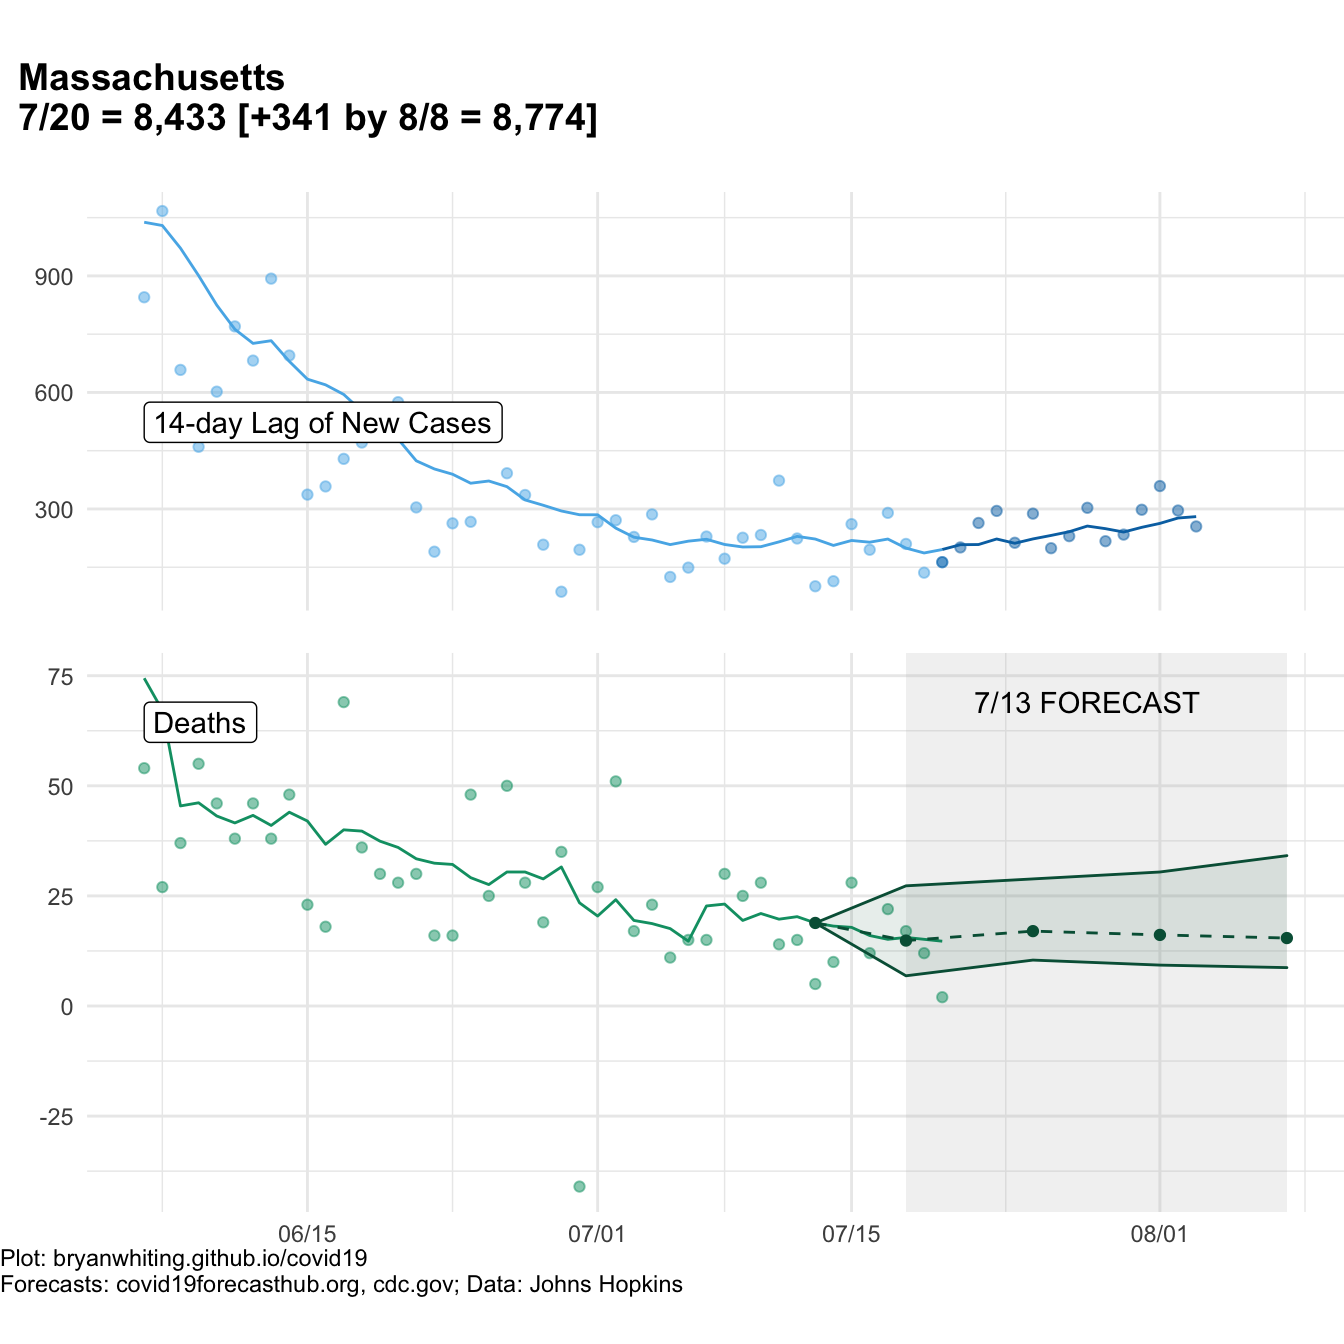 Massachusetts
7/20 = 8,433 [+341 by 8/8 = 8,774]
900
600
300
14-day Lag of New Cases
75
50
25
0
-25
Deaths
7/13 FORECAST
06/15 07/01 07/15 08/01
Plot: bryanwhiting.github.io/covid19
Forecasts: covid19forecasthub.org, cdc.gov; Data: Johns Hopkins